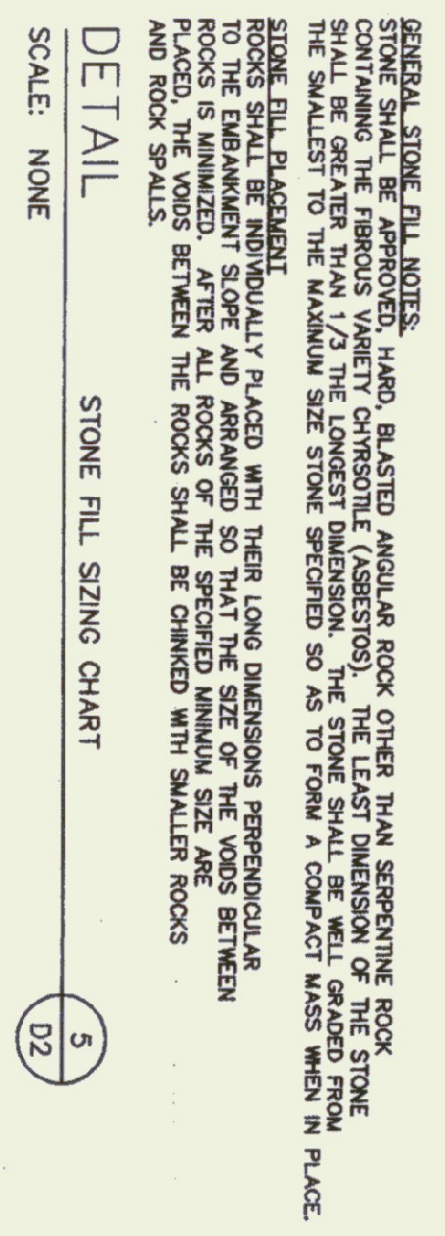 GENERAL STONE FILL NOTES:
STONE SHALL BE APPROVED, HARD, BLASTED ANGULAR ROCK OTHER THAN SERPENTINE ROCK
CONTAINING THE FIBROUS VARIETY CHYRSOTILE (ASBESTOS). THE LEAST DIMENSION OF THE STONE
SHALL BE GREATER THAN 1/3 THE LONGEST DIMENSION. THE STONE SHALL BE WELL GRADED FROM
THE SMALLEST TO THE MAXIMUM SIZE STONE SPECIFIED SO AS TO FORM A COMPACT MASS WHEN IN PLACE.
STONE FILL PLACEMENT
ROCKS SHALL BE INDIVIDUALLY PLACED WITH THEIR LONG DIMENSIONS PERPENDICULAR
TO THE EMBANKMENT SLOPE AND ARRANGED SO THAT THE SIZE OF THE VOIDS BETWEEN
ROCKS IS MINIMIZED. AFTER ALL ROCKS OF THE SPECIFIED MINIMUM SIZE ARE
PLACED, THE VOIDS BETWEEN THE ROCKS SHALL BE CHINKED WITH SMALLER ROCKS
AND ROCK SPALLS.
DETAIL STONE FILL SIZING CHART
5
SCALE: NONE
D2